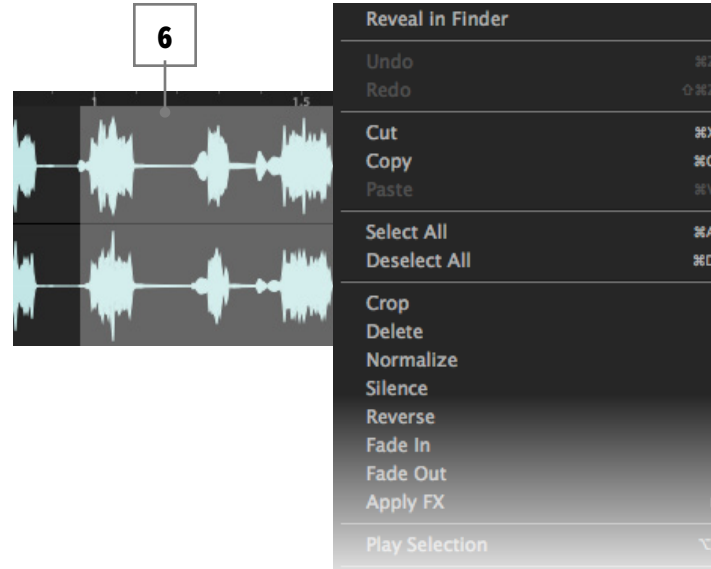 6
1
1.5
Reveal in Finder
Undo ⌘Z
Redo ⇧⌘Z
Cut ⌘X
Copy ⌘C
Paste ⌘V
Select All ⌘A
Deselect All ⌘D
Crop
Delete
Normalize
Silence
Reverse
Fade In
Fade Out
Apply FX
Play Selection